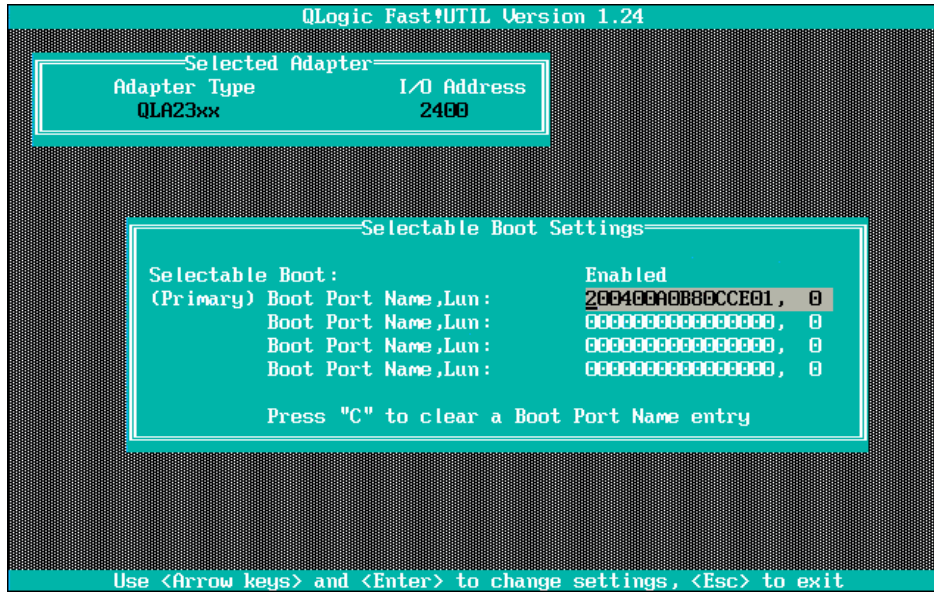 QLogic Fast!UTIL Version 1.24
Selected Adapter
Adapter Type I/O Address
QLA23xx 2400
Selectable Boot Settings
Selectable Boot: Enabled
(Primary) Boot Port Name,Lun: 200400A0B80CCE01, 0
Boot Port Name,Lun: 0000000000000000, 0
Boot Port Name,Lun: 0000000000000000, 0
Boot Port Name,Lun: 0000000000000000, 0
Press "C" to clear a Boot Port Name entry
Use <Arrow keys> and <Enter> to change settings, <Esc> to exit